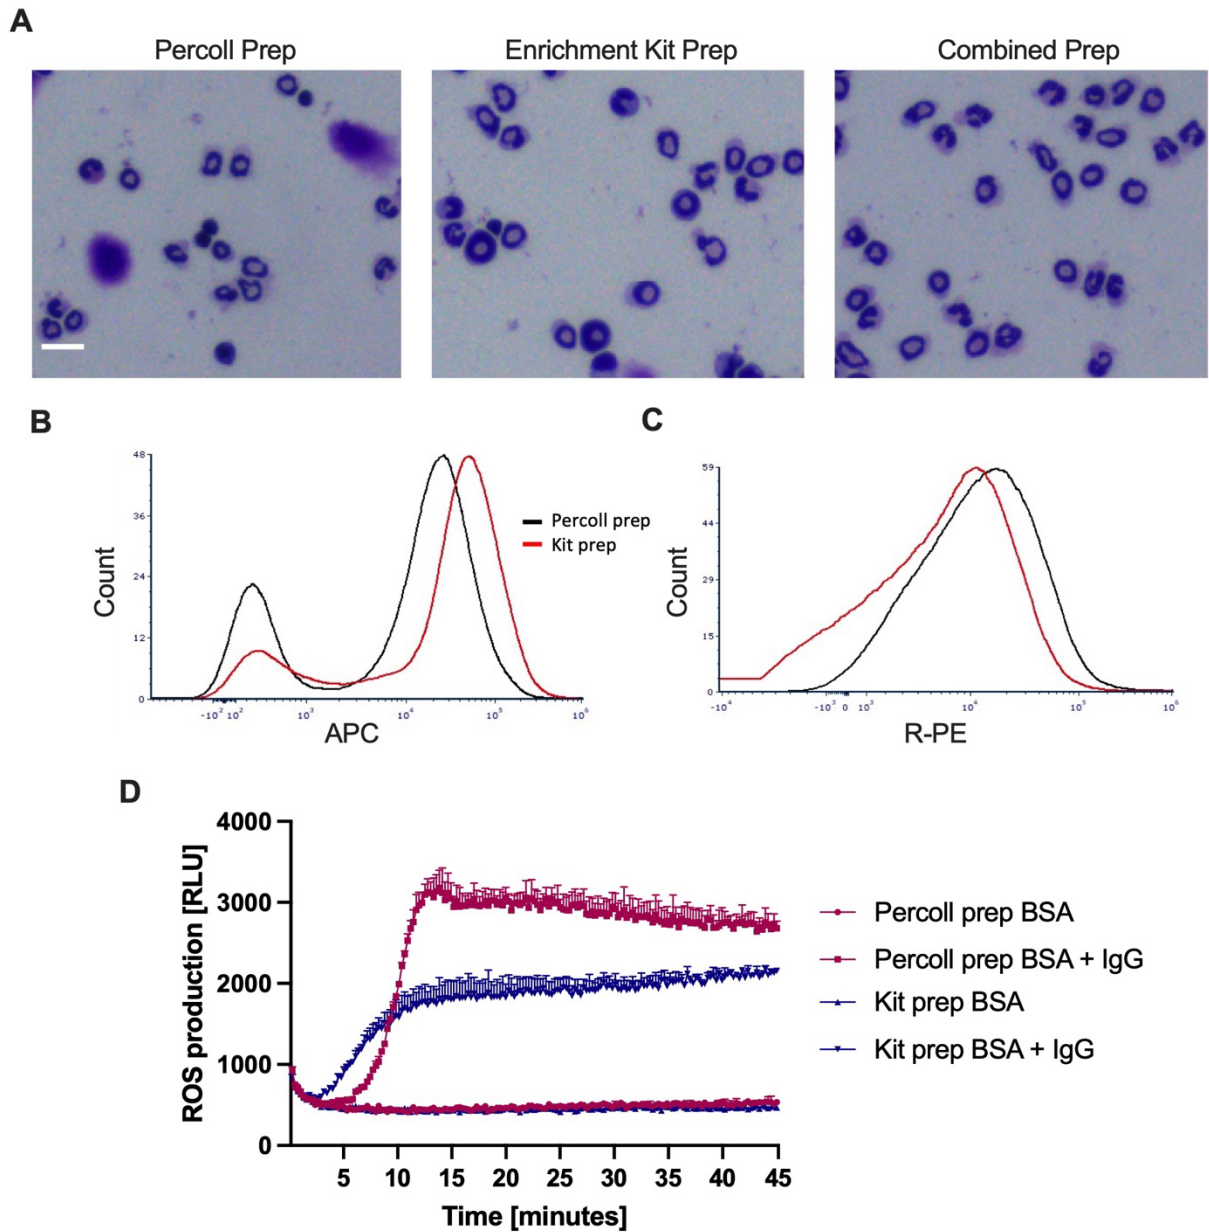 A
Percoll Prep
Enrichment Kit Prep
Combined Prep
B
48
36
24
12
0
Count
-10² 10²
10³
10⁴
10⁵
10⁶
APC
Percoll prep
Kit prep
C
59
44
29
15
0
Count
-10⁴
-10³
0
10³
10⁴
10⁵
10⁶
R-PE
D
4000
3000
2000
1000
0
ROS production [RLU]
5
10
15
20
25
30
35
40
45
Time [minutes]
Percoll prep BSA
Percoll prep BSA + IgG
Kit prep BSA
Kit prep BSA + IgG